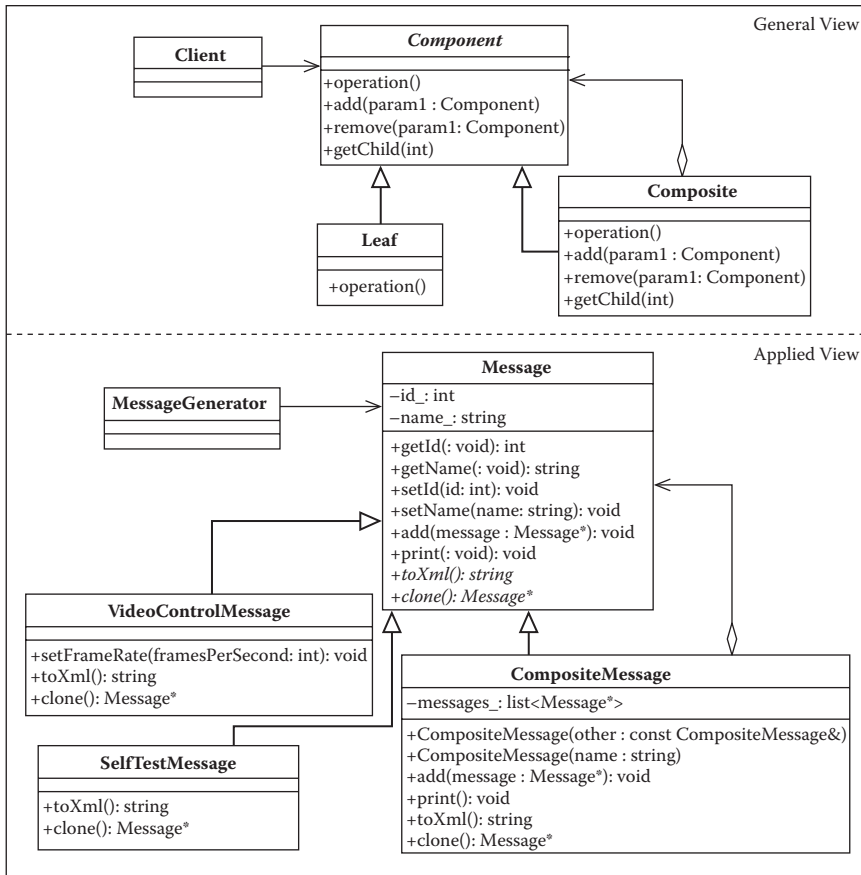 General View
Client
Component
+operation()
+add(param1 : Component)
+remove(param1: Component)
+getChild(int)
Leaf
+operation()
Composite
+operation()
+add(param1 : Component)
+remove(param1: Component)
+getChild(int)
Applied View
MessageGenerator
Message
–id_: int
–name_: string
+getId(: void): int
+getName(: void): string
+setId(id: int): void
+setName(name: string): void
+add(message : Message*): void
+print(: void): void
+toXml(): string
+clone(): Message*
VideoControlMessage
+setFrameRate(framesPerSecond: int): void
+toXml(): string
+clone(): Message*
SelfTestMessage
+toXml(): string
+clone(): Message*
CompositeMessage
–messages_: list<Message*>
+CompositeMessage(other : const CompositeMessage&)
+CompositeMessage(name : string)
+add(message : Message*): void
+print(): void
+toXml(): string
+clone(): Message*